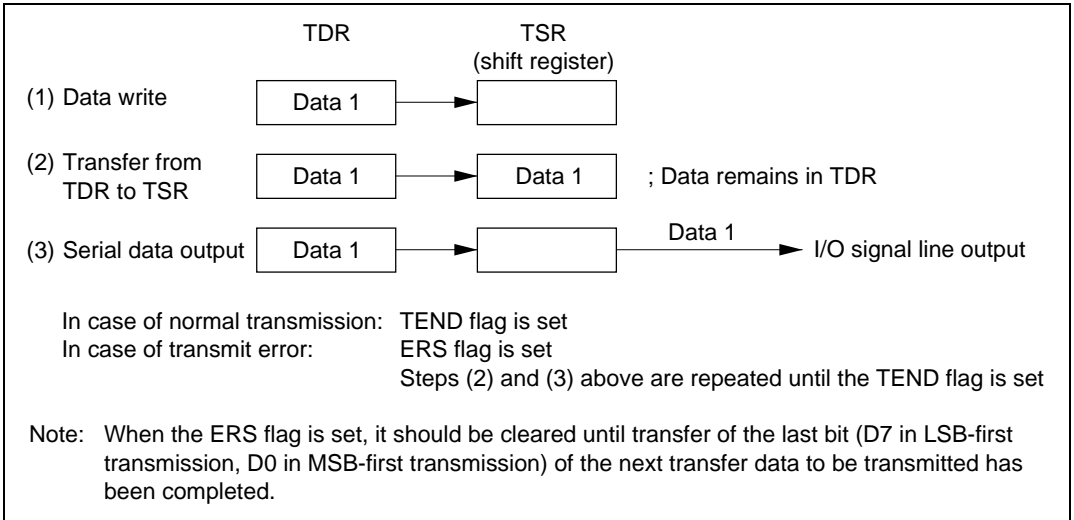 TDR TSR
(shift register)
(1) Data write Data 1
(2) Transfer from
TDR to TSR Data 1 Data 1 ; Data remains in TDR
(3) Serial data output Data 1 Data 1 I/O signal line output
In case of normal transmission: TEND flag is set
In case of transmit error: ERS flag is set
Steps (2) and (3) above are repeated until the TEND flag is set
Note: When the ERS flag is set, it should be cleared until transfer of the last bit (D7 in LSB-first
transmission, D0 in MSB-first transmission) of the next transfer data to be transmitted has
been completed.